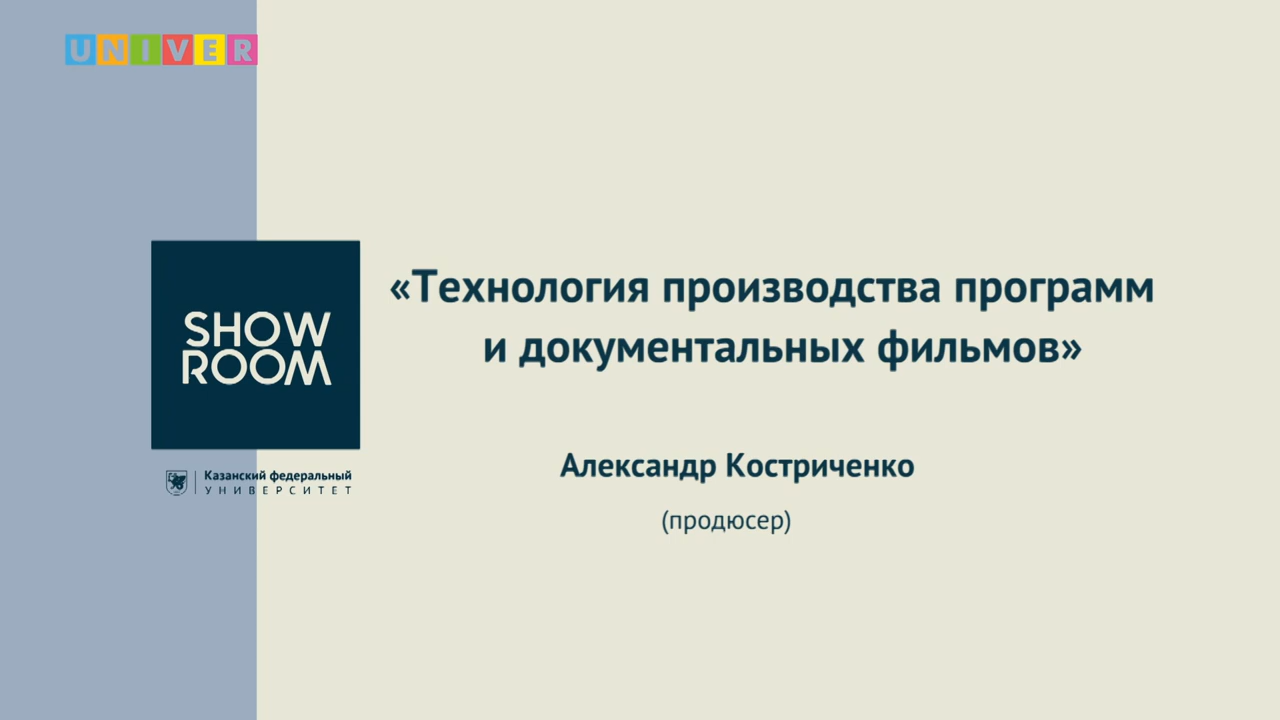 UNIVER
SHOW
ROOM
Казанский федеральный
УНИВЕРСИТЕТ
«Технология производства программ
и документальных фильмов»
Александр Костриченко
(продюсер)